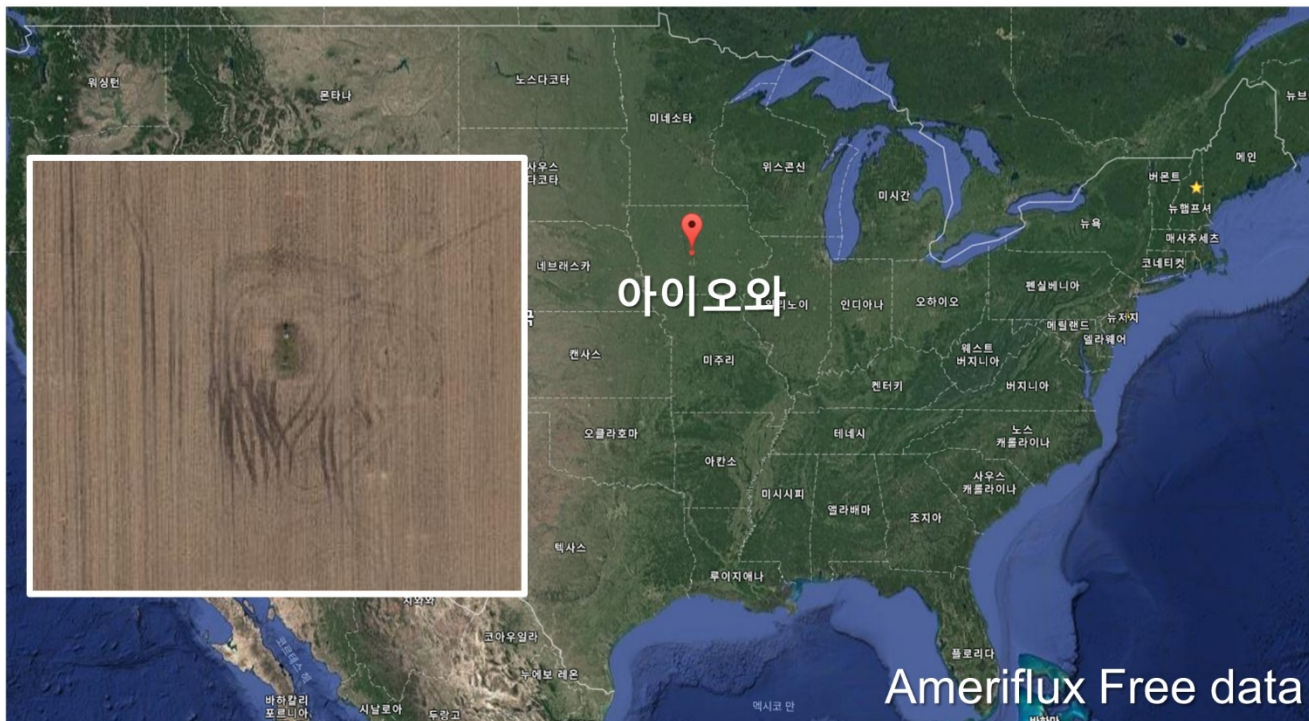 워싱턴
몬타나
노스다코타
미네소타
사우스
다코타
위스콘신
미시간
버몬트
메인
뉴햄프셔
뉴욕
매사추세츠
코네티컷
네브래스카
아이오와
인디아나
오하이오
펜실베니아
뉴저지
메릴랜드
델라웨어
캔사스
미주리
웨스트
버지니아
켄터키
버지니아
오클라호마
아칸소
테네시
노스
캐롤라이나
미시시피
앨라배마
조지아
사우스
캐롤라이나
텍사스
루이지애나
코아우일라
누에보 레온
플로리다
바하칼리
포르니아
시날로아
두랑고
멕시코 만
Ameriflux Free data